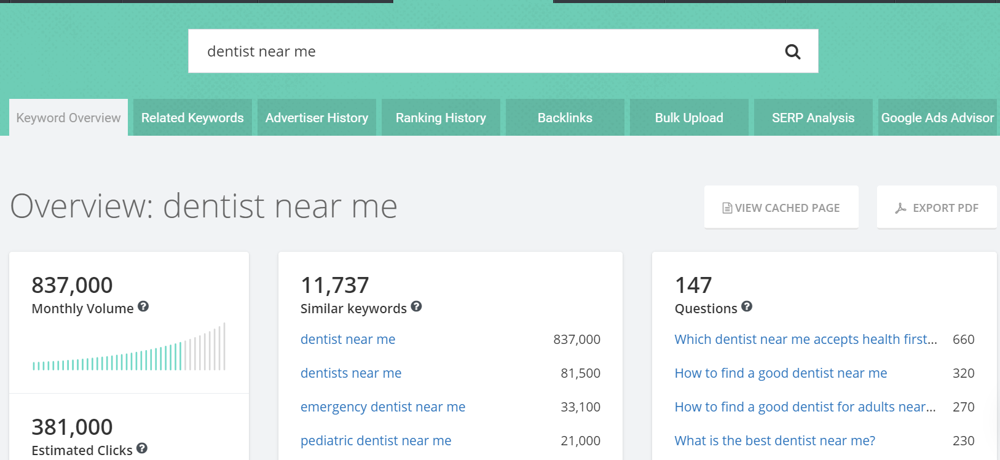 dentist near me
Keyword Overview
Related Keywords
Advertiser History
Ranking History
Backlinks
Bulk Upload
SERP Analysis
Google Ads Advisor
Overview: dentist near me
VIEW CACHED PAGE
EXPORT PDF
837,000
Monthly Volume ?
381,000
Estimated Clicks ?
11,737
Similar keywords ?
dentist near me 837,000
dentists near me 81,500
emergency dentist near me 33,100
pediatric dentist near me 21,000
147
Questions ?
Which dentist near me accepts health first... 660
How to find a good dentist near me 320
How to find a good dentist for adults near... 270
What is the best dentist near me? 230